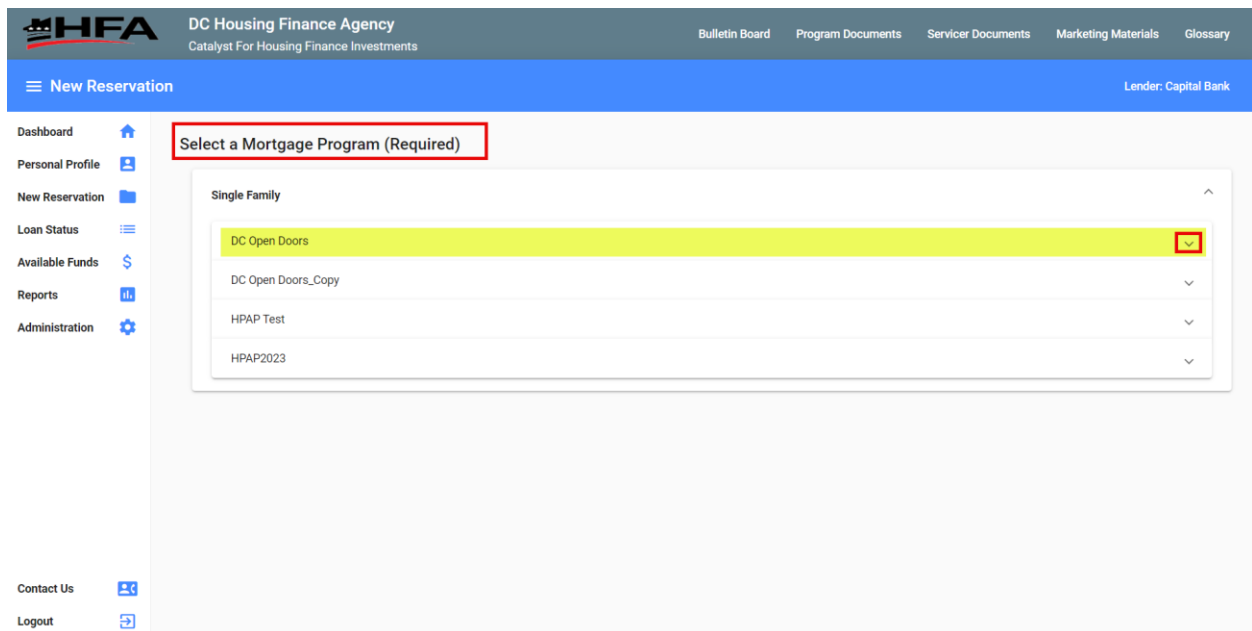 HFA
DC Housing Finance Agency
Catalyst For Housing Finance Investments
Bulletin Board Program Documents Servicer Documents Marketing Materials Glossary
New Reservation
Lender: Capital Bank
Dashboard
Personal Profile
New Reservation
Loan Status
Available Funds
Reports
Administration
Contact Us
Logout
Select a Mortgage Program (Required)
Single Family
DC Open Doors
DC Open Doors_Copy
HPAP Test
HPAP2023